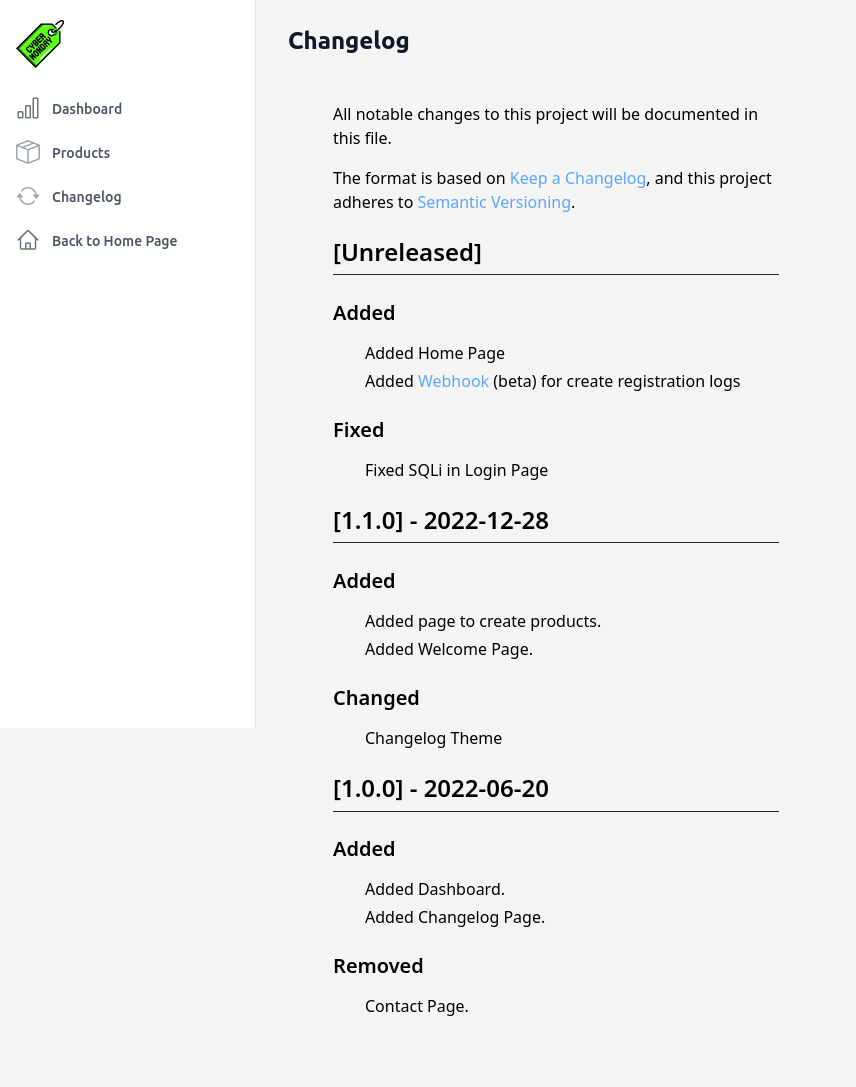 CYBER
MONDAY
Dashboard
Products
Changelog
Back to Home Page
Changelog
All notable changes to this project will be documented in
this file.
The format is based on Keep a Changelog, and this project
adheres to Semantic Versioning.
[Unreleased]
Added
Added Home Page
Added Webhook (beta) for create registration logs
Fixed
Fixed SQLi in Login Page
[1.1.0] - 2022-12-28
Added
Added page to create products.
Added Welcome Page.
Changed
Changelog Theme
[1.0.0] - 2022-06-20
Added
Added Dashboard.
Added Changelog Page.
Removed
Contact Page.